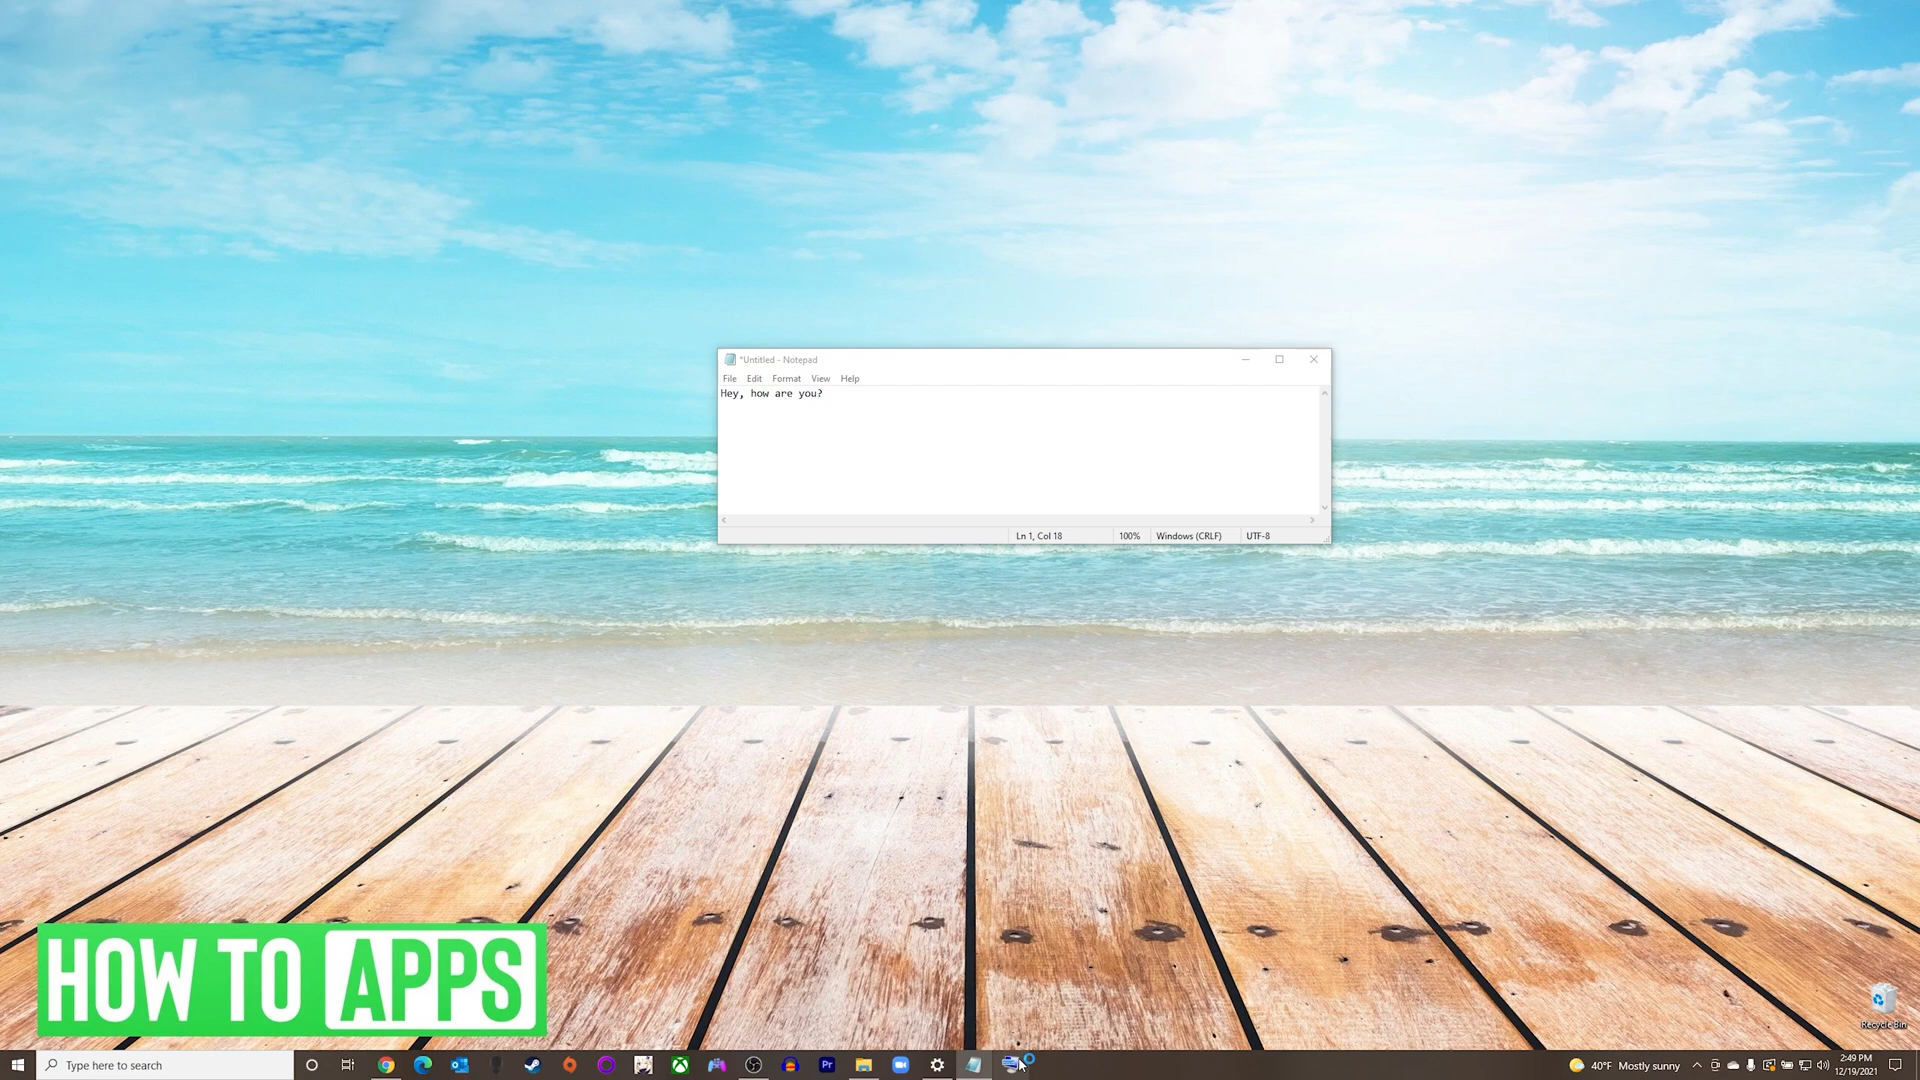 *Untitled - Notepad
File Edit Format View Help
Hey, how are you?
Ln 1, Col 18 100% Windows (CRLF) UTF-8
HOW TO APPS
Recycle Bin
Type here to search
Pr
40°F Mostly sunny
2:49 PM
12/19/2021